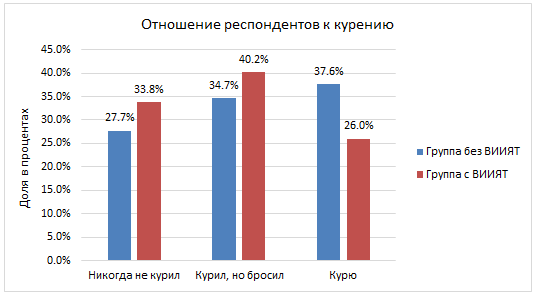 Отношение респондентов к курению
Доля в процентах
45.0%
40.0%
35.0%
30.0%
25.0%
20.0%
15.0%
10.0%
5.0%
0.0%
27.7%
33.8%
34.7%
40.2%
37.6%
26.0%
Никогда не курил
Курил, но бросил
Курю
Группа без ВИИЯТ
Группа с ВИИЯТ